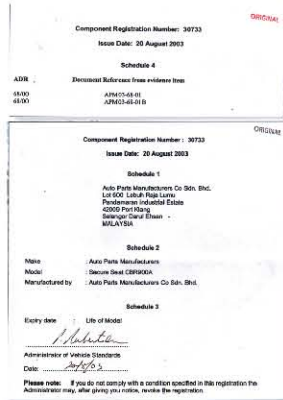 ORIGINAL
Component Registration Number: 30733
Issue Date: 20 August 2003
Schedule 4
ADR Document Reference from evidence item
68/00 APM03-68-01
68/00 APM03-68-01B
ORIGINAL
Component Registration Number : 30733
Issue Date: 20 August 2003
Schedule 1
Auto Parts Manufacturers Co Sdn. Bhd.
Lot 600 Lebuh Raja Lumu
Pandamaran Industrial Estate
42009 Port Klang
Selangor Darul Ehsan
MALAYSIA
Schedule 2
Make : Auto Parts Manufacturers
Model : Secure Seat CBR900A
Manufactured by : Auto Parts Manufacturers Co Sdn. Bhd.
Schedule 3
Expiry date : Life of Model
Administrator of Vehicle Standards
Date:
Please note: If you do not comply with a condition specified in this registration the
Administrator may, after giving you notice, revoke the registration.